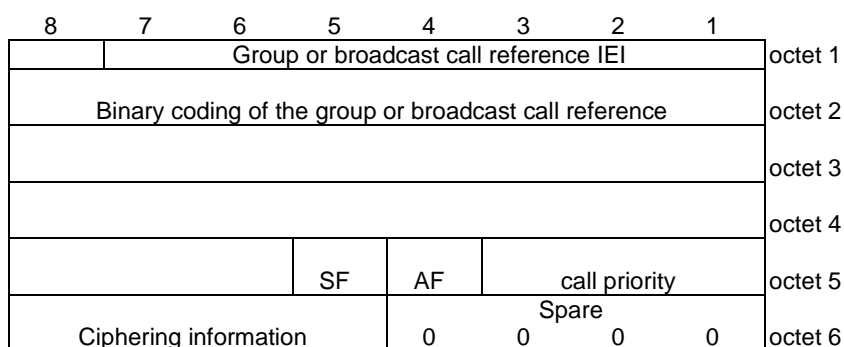 8 7 6 5 4 3 2 1
Group or broadcast call reference IEI octet 1
Binary coding of the group or broadcast call reference octet 2
octet 3
octet 4
SF AF call priority octet 5
Spare
Ciphering information 0 0 0 0 octet 6